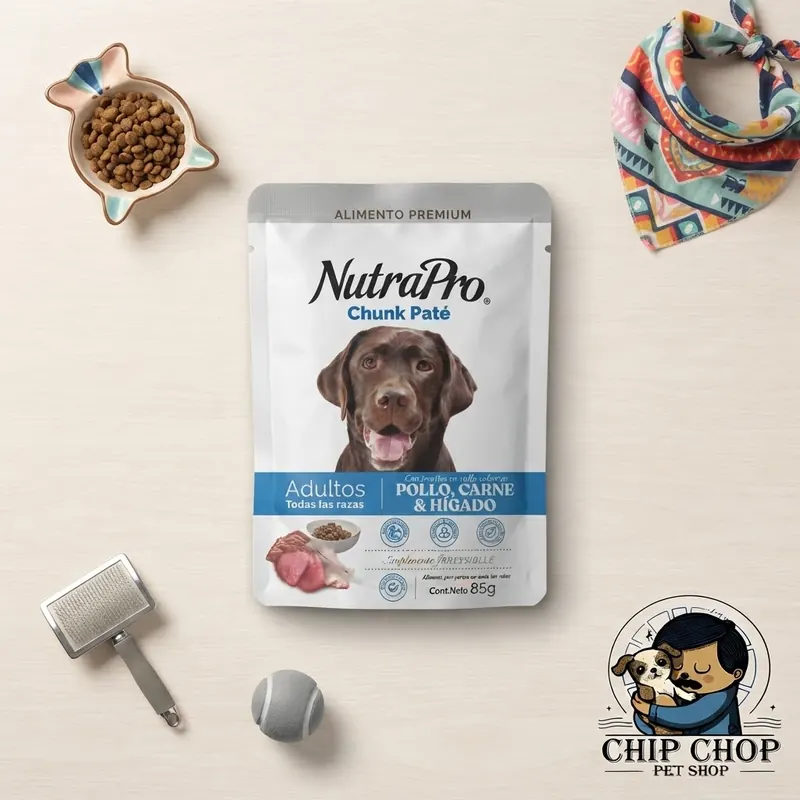 ALIMENTO PREMIUM
NutraPro®
Chunk Paté
Adultos
Todas las razas
POLLO, CARNE
& HÍGADO
Cont.Neto 85g
CHIP CHOP
PET SHOP